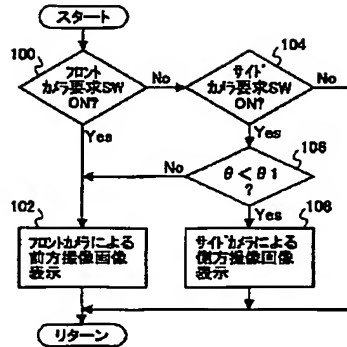 スタート
100
フロント
カメラ要求SW
ON?
No
104
サイド
カメラ要求SW
ON?
No
Yes
Yes
No
106
θ<θ1
?
Yes
102
フロントカメラによる
前方撮像画像
表示
108
サイドカメラによる
側方撮像画像
表示
リターン